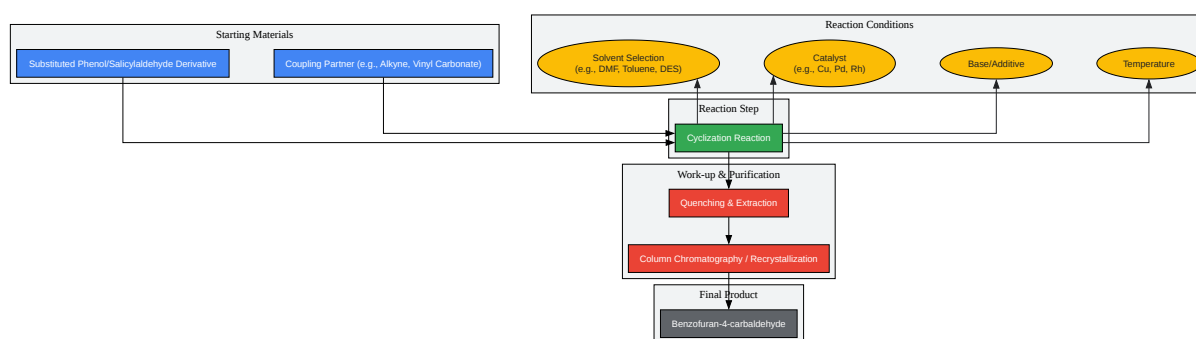 Starting Materials
Substituted Phenol/Salicylaldehyde Derivative
Coupling Partner (e.g., Alkyne, Vinyl Carbonate)
Reaction Conditions
Solvent Selection
(e.g., DMF, Toluene, DES)
Catalyst
(e.g., Cu, Pd, Rh)
Base/Additive
Temperature
Reaction Step
Cyclization Reaction
Work-up & Purification
Quenching & Extraction
Column Chromatography / Recrystallization
Final Product
Benzofuran-4-carbaldehyde